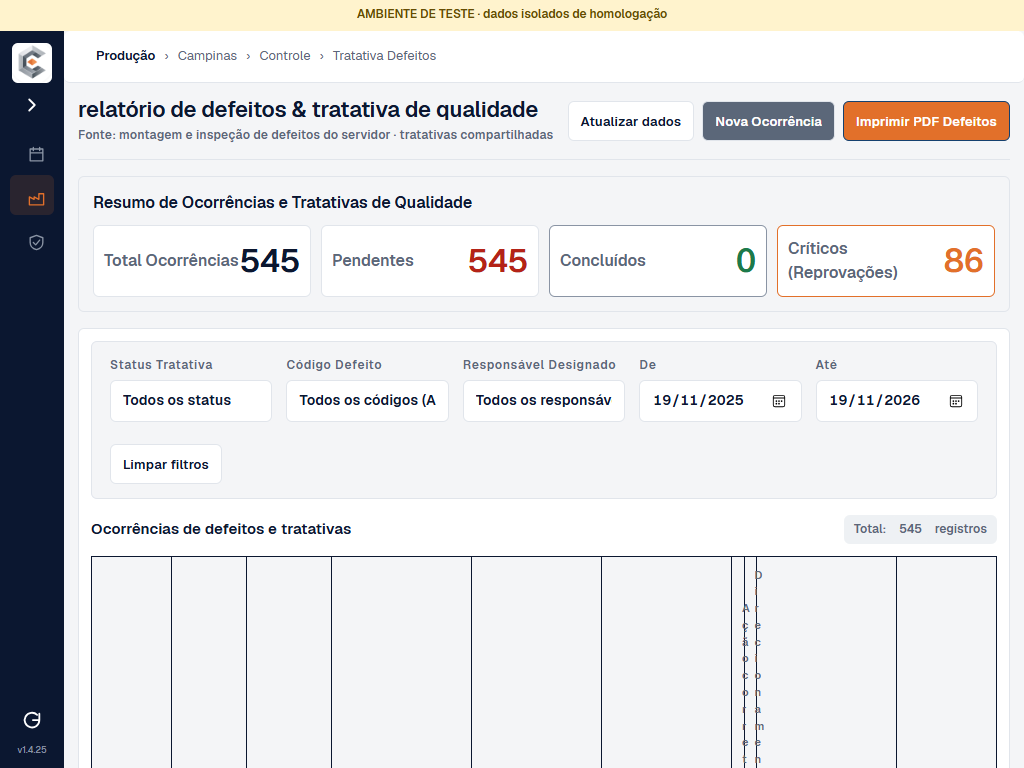 AMBIENTE DE TESTE · dados isolados de homologação
Produção › Campinas › Controle › Tratativa Defeitos
relatório de defeitos & tratativa de qualidade
Fonte: montagem e inspeção de defeitos do servidor · tratativas compartilhadas
Atualizar dados
Nova Ocorrência
Imprimir PDF Defeitos
Resumo de Ocorrências e Tratativas de Qualidade
Total Ocorrências 545
Pendentes 545
Concluídos 0
Críticos
(Reprovações) 86
Status Tratativa
Código Defeito
Responsável Designado
De
Até
Todos os status
Todos os códigos (A
Todos os responsáv
19/11/2025
19/11/2026
Limpar filtros
Ocorrências de defeitos e tratativas
Total: 545 registros
Ação corret
Direcionamen
v1.4.25